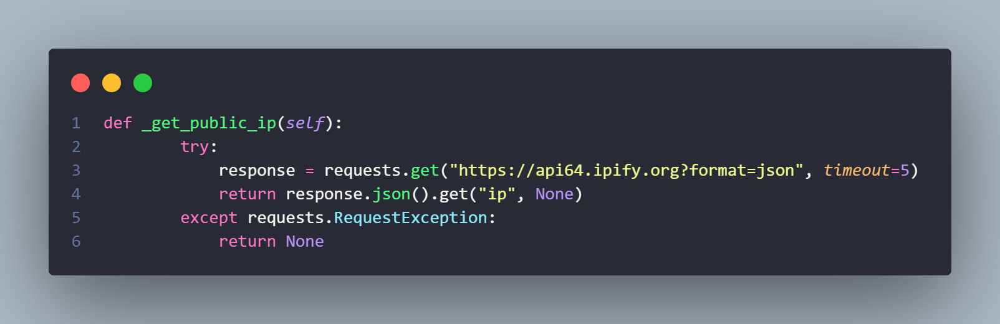 1 def _get_public_ip(self):
2         try:
3             response = requests.get("https://api64.ipify.org?format=json", timeout=5)
4             return response.json().get("ip", None)
5         except requests.RequestException:
6             return None